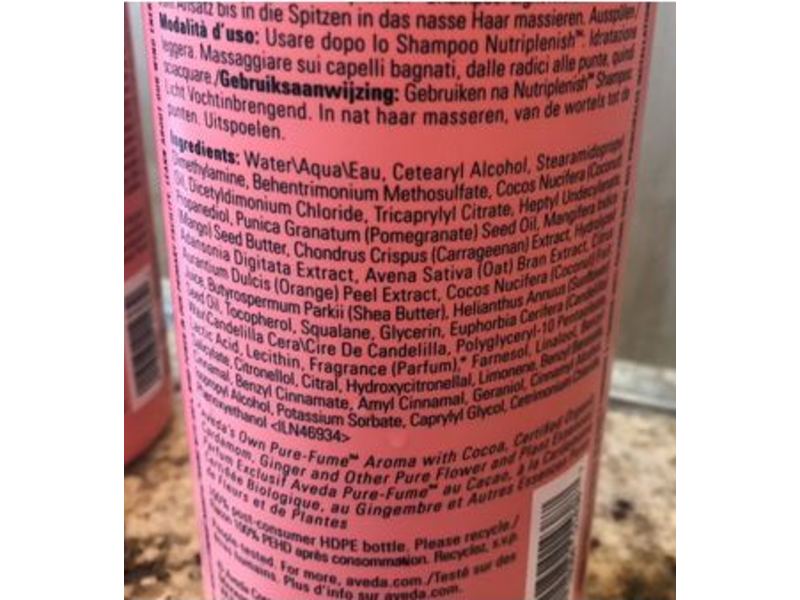 Ansatz bis in die Spitzen in das nasse Haar massieren. Ausspülen./
Modalità d'uso: Usare dopo lo Shampoo Nutriplenish™ Idratazione
leggera. Massaggiare sui capelli bagnati, dalle radici alle punte, quindi
sciacquare./Gebruiksaanwijzing: Gebruiken na Nutriplenish™ Shampoo
Licht Vochtinbrengend. In nat haar masseren, van de wortels tot de
punten. Uitspoelen.
Ingredients: Water\Aqua\Eau, Cetearyl Alcohol, Stearamidopropyl
Dimethylamine, Behentrimonium Methosulfate, Cocos Nucifera (Coconut)
Oil, Dicetyldimonium Chloride, Tricaprylyl Citrate, Heptyl Undecylenate,
Propanediol, Punica Granatum (Pomegranate) Seed Oil, Mangifera Indica
(Mango) Seed Butter, Chondrus Crispus (Carrageenan) Extract, Hydrolyzed
Adansonia Digitata Extract, Avena Sativa (Oat) Bran Extract, Citrus
Aurantium Dulcis (Orange) Peel Extract, Cocos Nucifera (Coconut) Fruit
Juice, Butyrospermum Parkii (Shea Butter), Helianthus Annuus (Sunflower)
Seed Oil, Tocopherol, Squalane, Glycerin, Euphorbia Cerifera (Candelilla)
Wax\Candelilla Cera\Cire De Candelilla, Polyglyceryl-10 Pentastearate,
Lactic Acid, Lecithin, Fragrance (Parfum),* Farnesol, Linalool, Benzyl
Salicylate, Citronellol, Citral, Hydroxycitronellal, Limonene, Benzyl Benzoate,
Cinnamal, Benzyl Cinnamate, Amyl Cinnamal, Geraniol, Cinnamyl Alcohol,
Isopropyl Alcohol, Potassium Sorbate, Caprylyl Glycol, Cetrimonium Chloride,
Phenoxyethanol <ILN46934>
*Aveda's Own Pure-Fume™ Aroma with Cocoa, Certified Organic
Cardamom, Ginger and Other Pure Flower and Plant Essences./
Parfum Exclusif Aveda Pure-Fume™ au Cacao, à la Cardamome
Certifiée Biologique, au Gingembre et Autres Essences
de Fleurs et de Plantes
100% post-consumer HDPE bottle. Please recycle./
Flacon 100% PEHD après consommation. Recyclez, s.v.p.
People-tested. For more, aveda.com./Testé sur des
êtres humains. Plus d'info sur aveda.com.
© Aveda